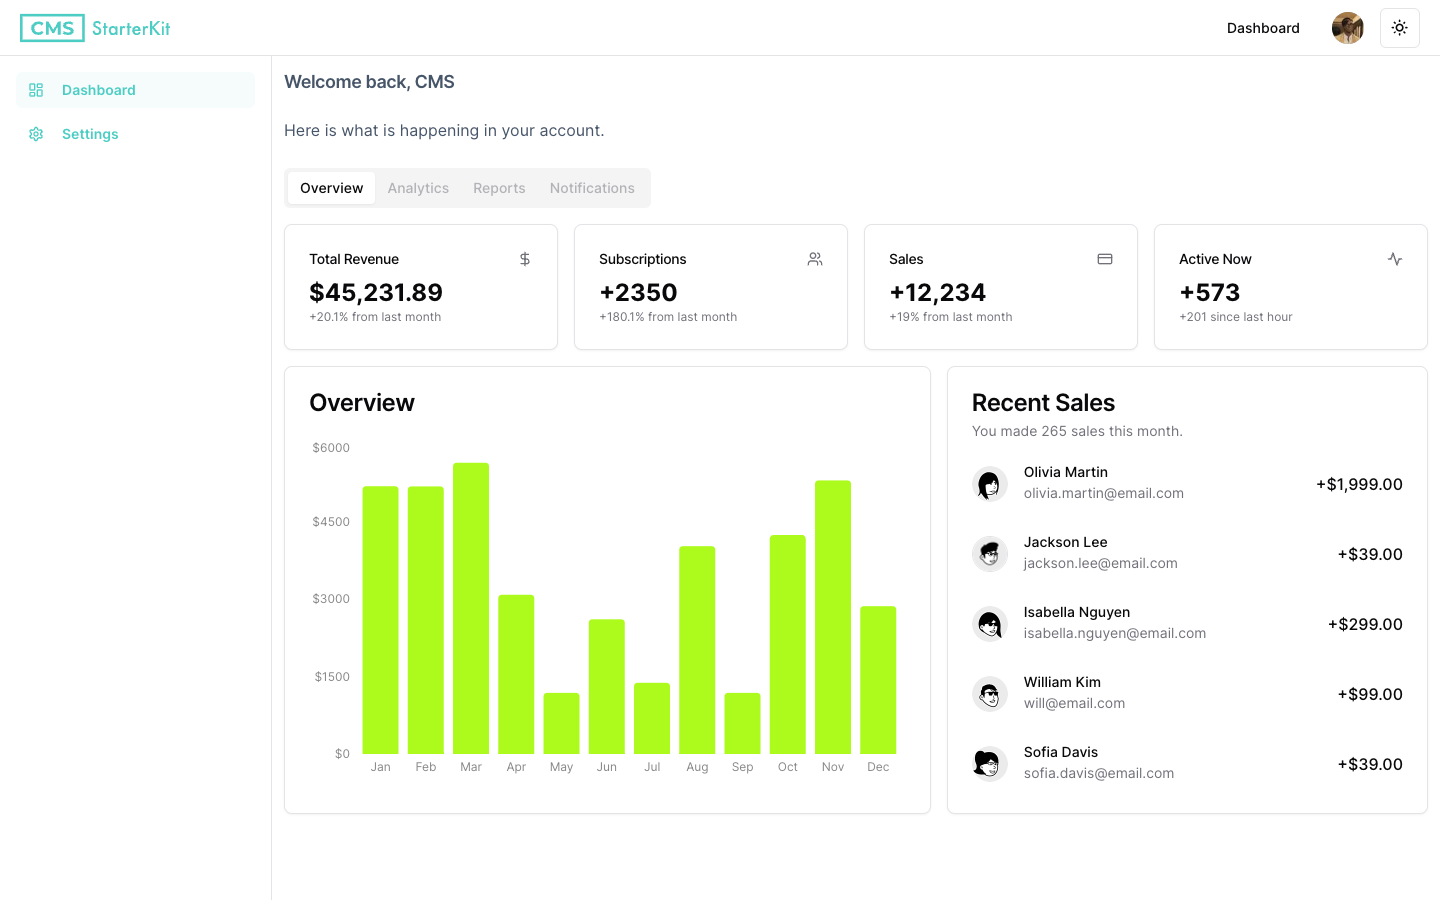 CMS StarterKit
Dashboard
Dashboard
Settings
Welcome back, CMS
Here is what is happening in your account.
Overview Analytics Reports Notifications
Total Revenue
$45,231.89
+20.1% from last month
Subscriptions
+2350
+180.1% from last month
Sales
+12,234
+19% from last month
Active Now
+573
+201 since last hour
Overview
$6000
$4500
$3000
$1500
$0
Jan Feb Mar Apr May Jun Jul Aug Sep Oct Nov Dec
Recent Sales
You made 265 sales this month.
Olivia Martin
olivia.martin@email.com
+$1,999.00
Jackson Lee
jackson.lee@email.com
+$39.00
Isabella Nguyen
isabella.nguyen@email.com
+$299.00
William Kim
will@email.com
+$99.00
Sofia Davis
sofia.davis@email.com
+$39.00